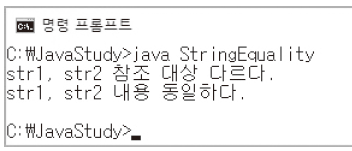 명령 프롬프트
C:₩JavaStudy>java StringEquality
str1, str2 참조 대상 다르다.
str1, str2 내용 동일하다.
C:₩JavaStudy>_